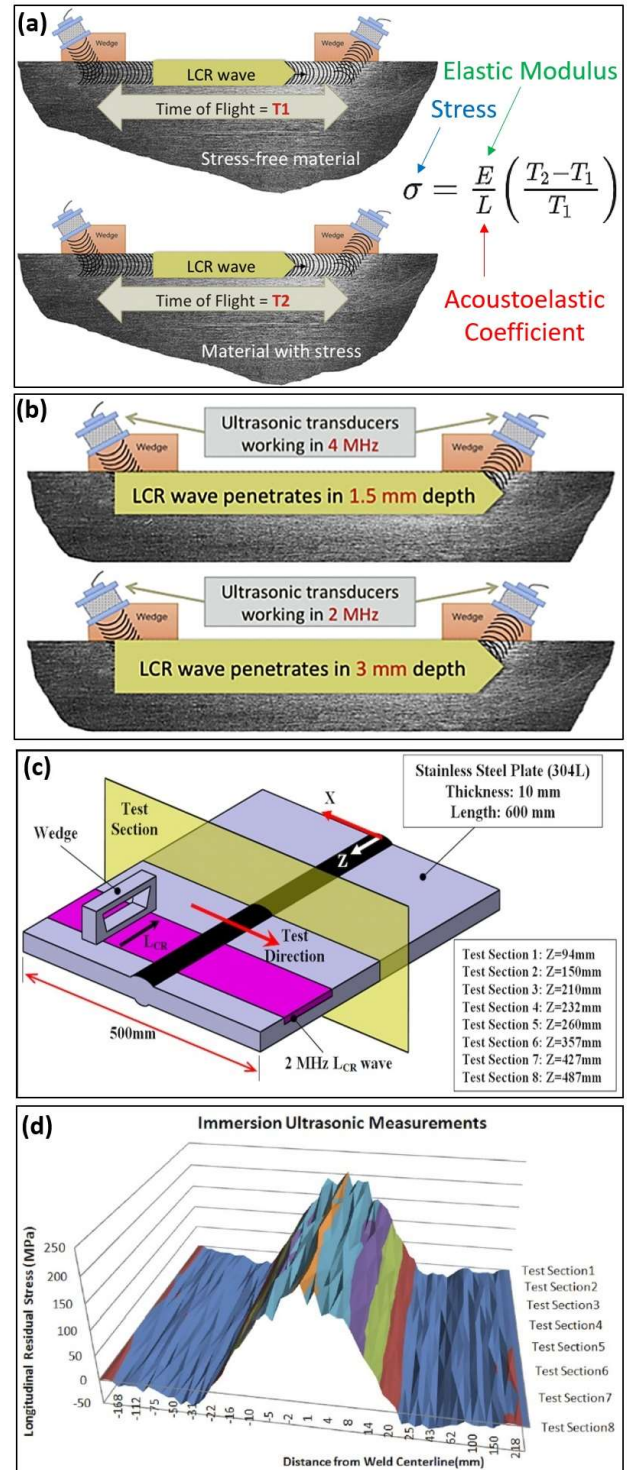 (a)
Wedge
Wedge
LCR wave
Time of Flight = T1
Stress-free material
Elastic Modulus
Stress
σ = E/L ( T₂−T₁ / T₁ )
Wedge
Wedge
LCR wave
Time of Flight = T2
Material with stress
Acoustoelastic
Coefficient
(b)
Ultrasonic transducers
working in 4 MHz
Wedge
Wedge
LCR wave penetrates in 1.5 mm depth
Ultrasonic transducers
working in 2 MHz
Wedge
Wedge
LCR wave penetrates in 3 mm depth
(c)
Stainless Steel Plate (304L)
Thickness: 10 mm
Length: 600 mm
Test
Section
X
Z
Wedge
LCR
Test
Direction
500mm
2 MHz LCR wave
Test Section 1: Z=94mm
Test Section 2: Z=150mm
Test Section 3: Z=210mm
Test Section 4: Z=232mm
Test Section 5: Z=260mm
Test Section 6: Z=357mm
Test Section 7: Z=427mm
Test Section 8: Z=487mm
(d)
Immersion Ultrasonic Measurements
Longitudinal Residual Stress (MPa)
250
200
150
100
50
0
-50
-168
-112
-75
-50
-31
-22
-16
-10
-5
-2
1
4
8
14
20
25
43
62
100
150
218
Test Section1
Test Section2
Test Section3
Test Section4
Test Section5
Test Section6
Test Section7
Test Section8
Distance from Weld Centerline(mm)